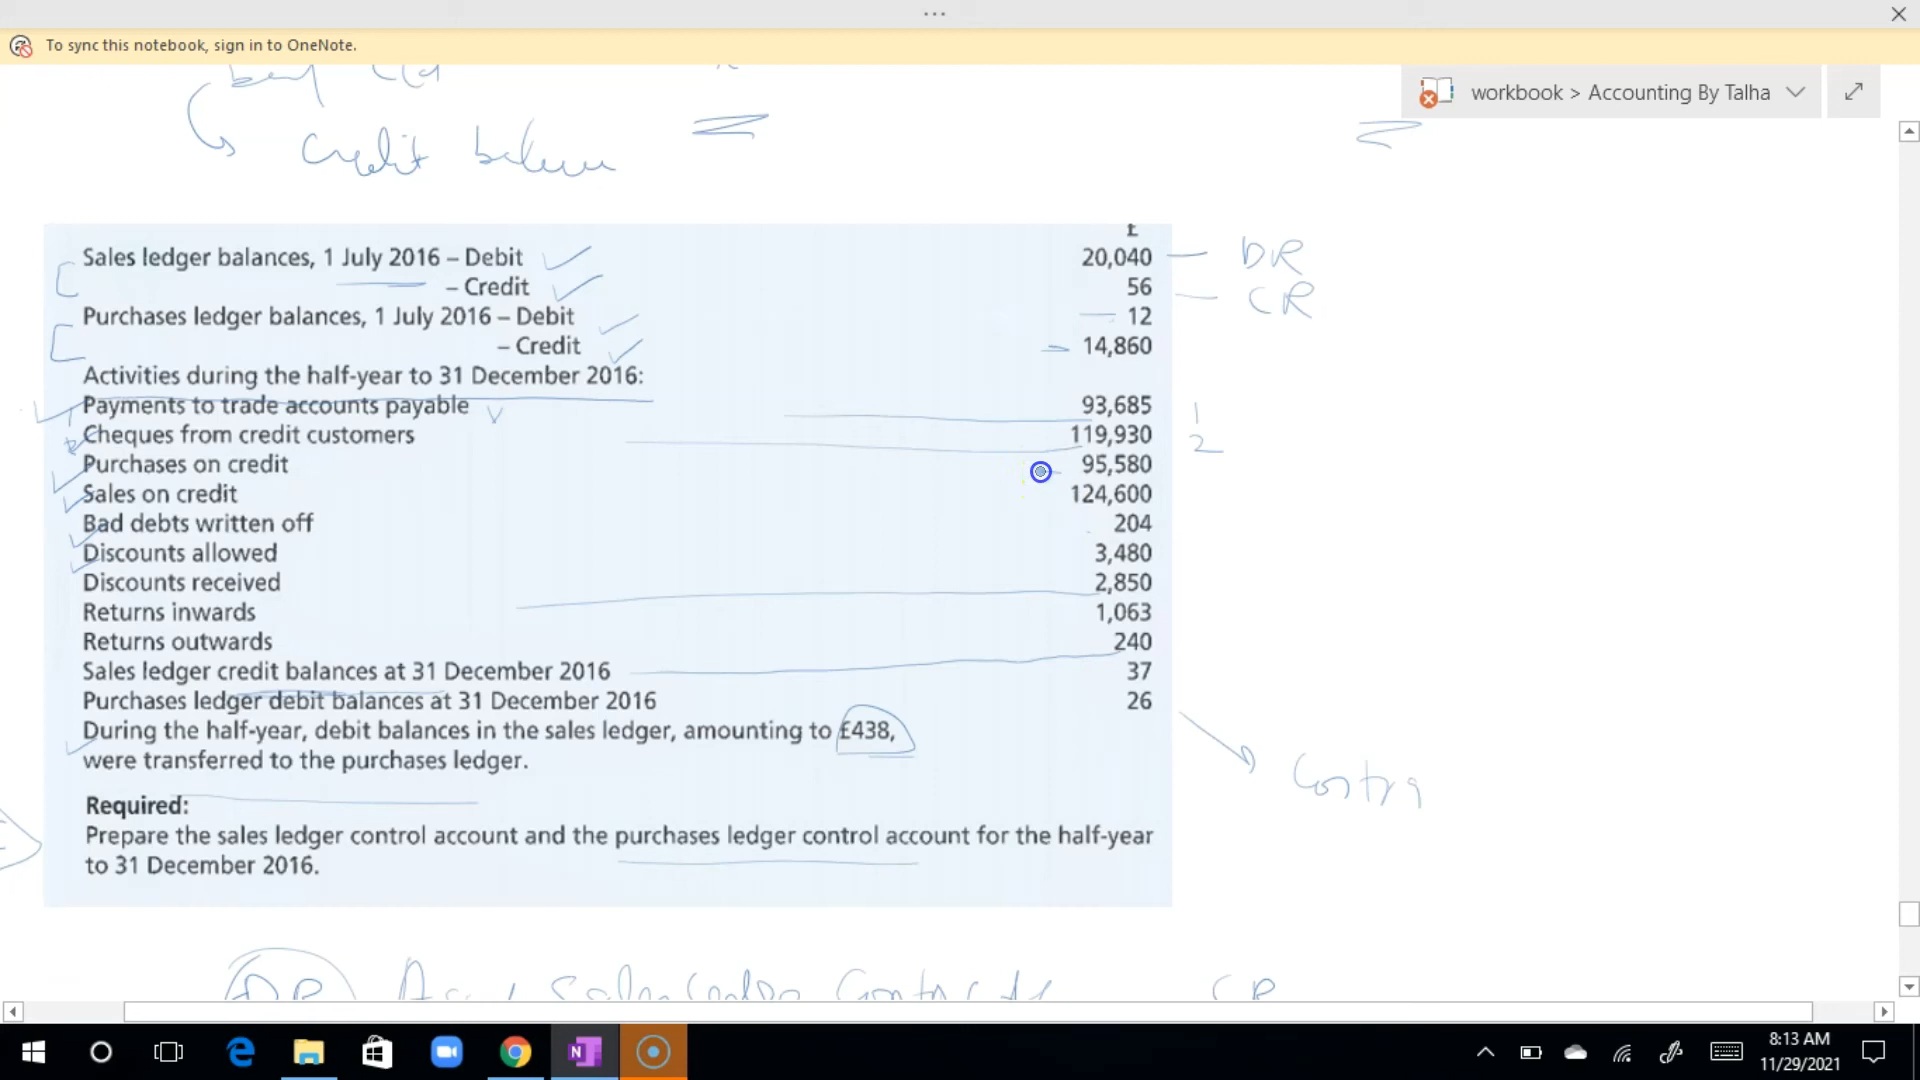 To sync this notebook, sign in to OneNote.
workbook > Accounting By Talha
Credit
£
Sales ledger balances, 1 July 2016 – Debit 20,040 DR
– Credit 56 CR
Purchases ledger balances, 1 July 2016 – Debit 12
– Credit 14,860
Activities during the half-year to 31 December 2016:
Payments to trade accounts payable 93,685 1
Cheques from credit customers 119,930 2
Purchases on credit 95,580
Sales on credit 124,600
Bad debts written off 204
Discounts allowed 3,480
Discounts received 2,850
Returns inwards 1,063
Returns outwards 240
Sales ledger credit balances at 31 December 2016 37
Purchases ledger debit balances at 31 December 2016 26
During the half-year, debit balances in the sales ledger, amounting to £438,
were transferred to the purchases ledger.
Contra
Required:
Prepare the sales ledger control account and the purchases ledger control account for the half-year
to 31 December 2016.
DR CR
8:13 AM
11/29/2021